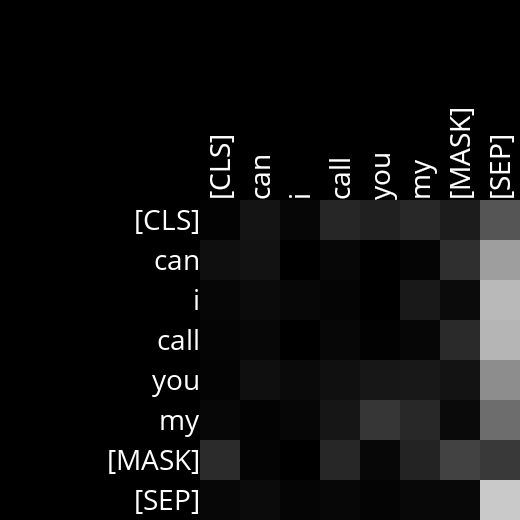 [CLS] can i call you my [MASK] [SEP]
[CLS]
can
i
call
you
my
[MASK]
[SEP]